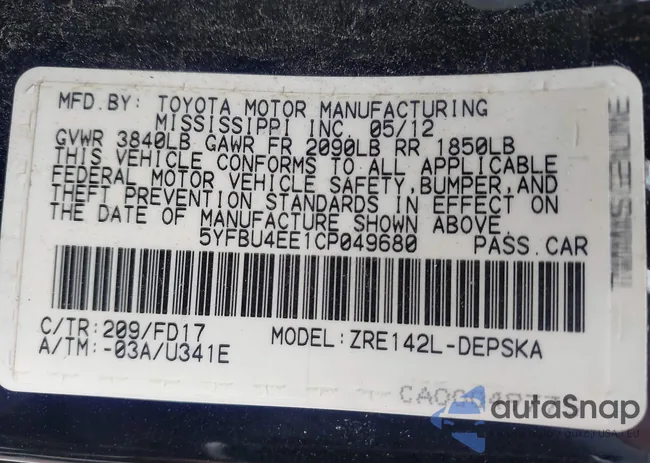 MFD.BY: TOYOTA MOTOR MANUFACTURING
MISSISSIPPI INC. 05/12
GVWR 3840LB GAWR FR 2090LB RR 1850LB
THIS VEHICLE CONFORMS TO ALL APPLICABLE
FEDERAL MOTOR VEHICLE SAFETY,BUMPER,AND
THEFT PREVENTION STANDARDS IN EFFECT ON
THE DATE OF MANUFACTURE SHOWN ABOVE.
5YFBU4EE1CP049680 PASS.CAR
C/TR:209/FD17 MODEL:ZRE142L-DEPSKA
A/TM:-03A/U341E
autoSnap